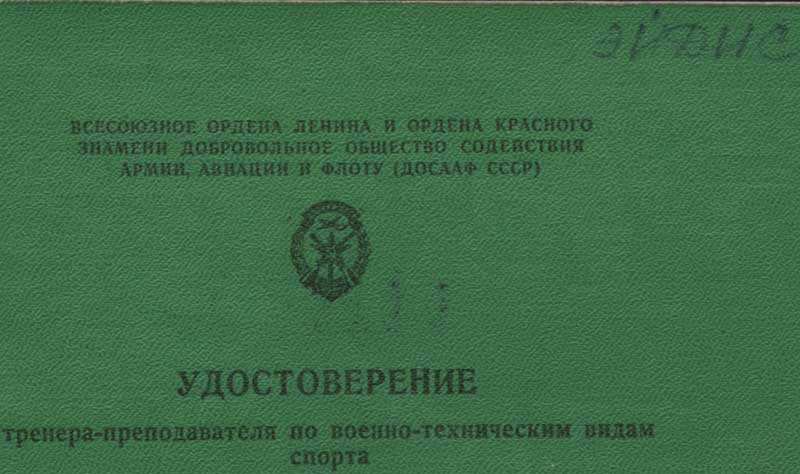 ЭЙДИС
ВСЕСОЮЗНОЕ ОРДЕНА ЛЕНИНА И ОРДЕНА КРАСНОГО
ЗНАМЕНИ ДОБРОВОЛЬНОЕ ОБЩЕСТВО СОДЕЙСТВИЯ
АРМИИ, АВИАЦИИ И ФЛОТУ (ДОСААФ СССР)
УДОСТОВЕРЕНИЕ
тренера-преподавателя по военно-техническим видам
спорта